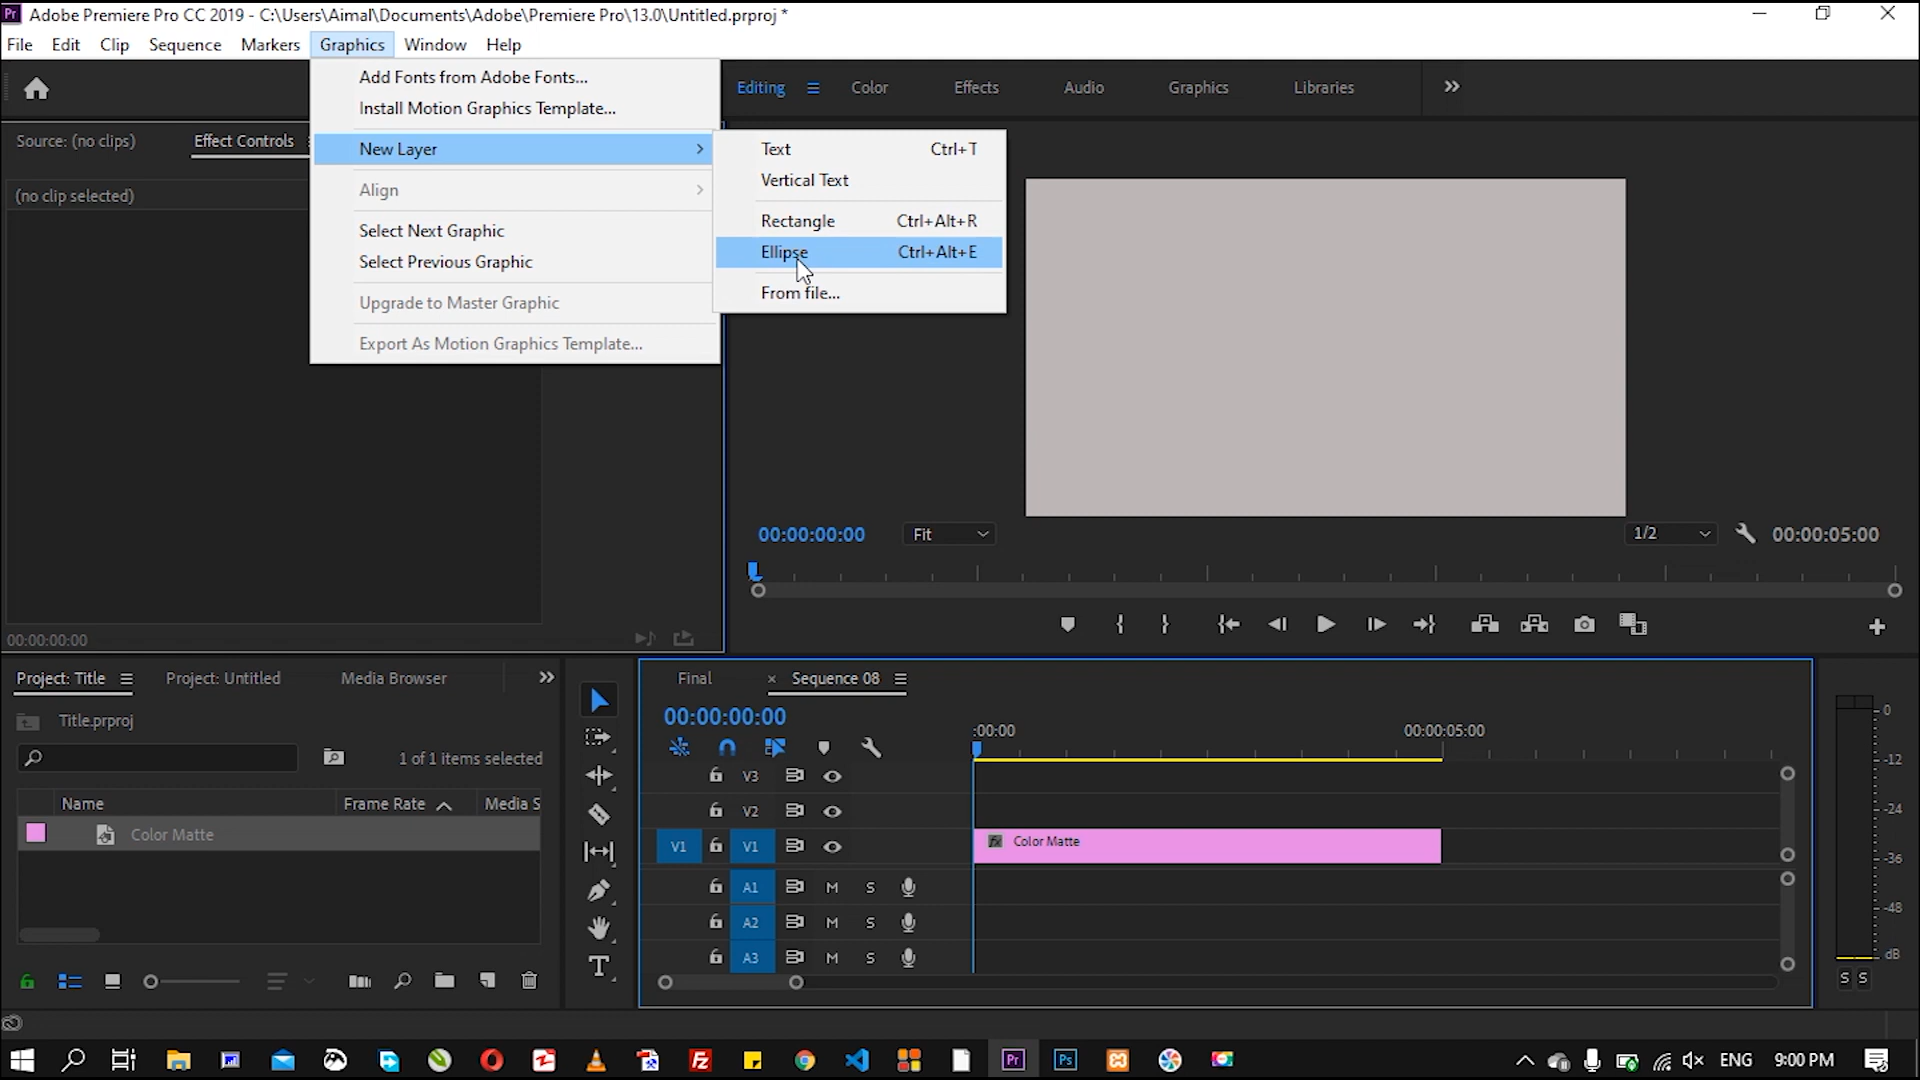 Pr Adobe Premiere Pro CC 2019 - C:\Users\Aimal\Documents\Adobe\Premiere Pro\13.0\Untitled.prproj *
File Edit Clip Sequence Markers Graphics Window Help
Add Fonts from Adobe Fonts...
Install Motion Graphics Template...
New Layer
Align
Select Next Graphic
Select Previous Graphic
Upgrade to Master Graphic
Export As Motion Graphics Template...
Text Ctrl+T
Vertical Text
Rectangle Ctrl+Alt+R
Ellipse Ctrl+Alt+E
From file...
Editing Color Effects Audio Graphics Libraries
Source: (no clips) Effect Controls
(no clip selected)
00:00:00:00 Fit 1/2 00:00:05:00
00:00:00:00
Project: Title Project: Untitled Media Browser
Title.prproj
1 of 1 items selected
Name Frame Rate Media S
Color Matte
Final × Sequence 08
00:00:00:00
:00:00 00:00:05:00
V3
V2
V1 V1 Color Matte
A1 M S
A2 M S
A3 M S
0
-12
-24
-36
-48
dB
S S
Pr Ps ENG 9:00 PM